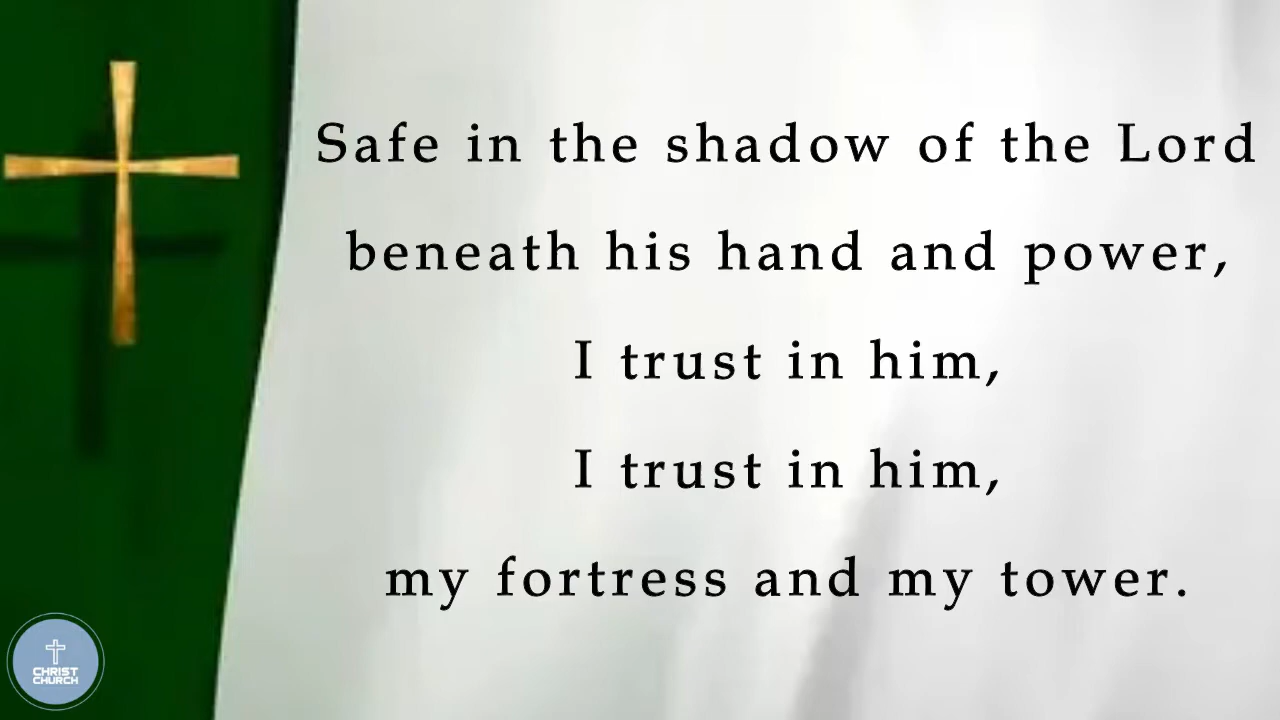 Safe in the shadow of the Lord
beneath his hand and power,
I trust in him,
I trust in him,
my fortress and my tower.
CHRIST
CHURCH